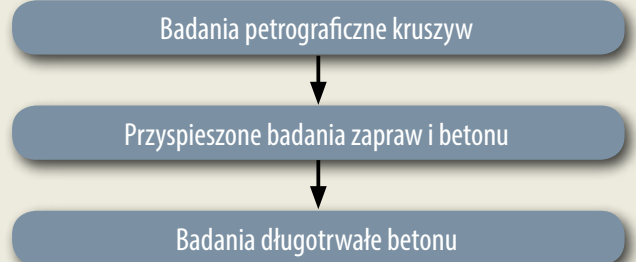 Badania petrograficzne kruszyw
Przyspieszone badania zapraw i betonu
Badania długotrwałe betonu